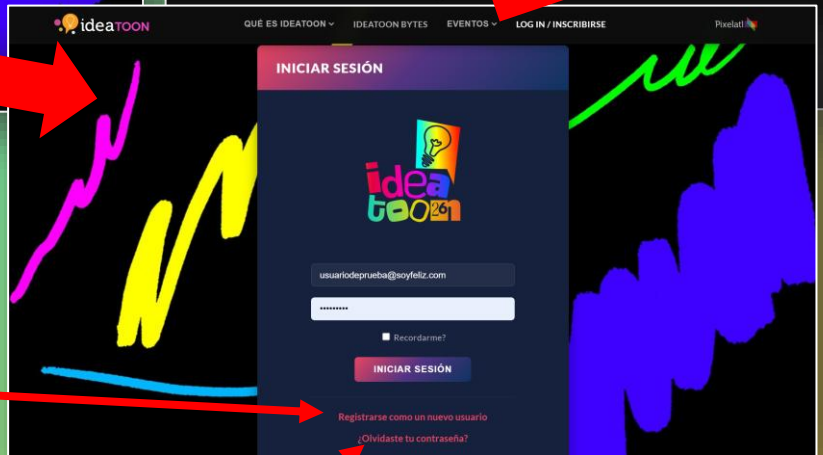 ideaTOON
QUÉ ES IDEATOON IDEATOON BYTES EVENTOS LOG IN / INSCRIBIRSE Pixelatl
INICIAR SESIÓN
idea
toon 26
usuariodeprueba@soyfeliz.com
•••••••••
Recordarme?
INICIAR SESIÓN
Registrarse como un nuevo usuario
¿Olvidaste tu contraseña?